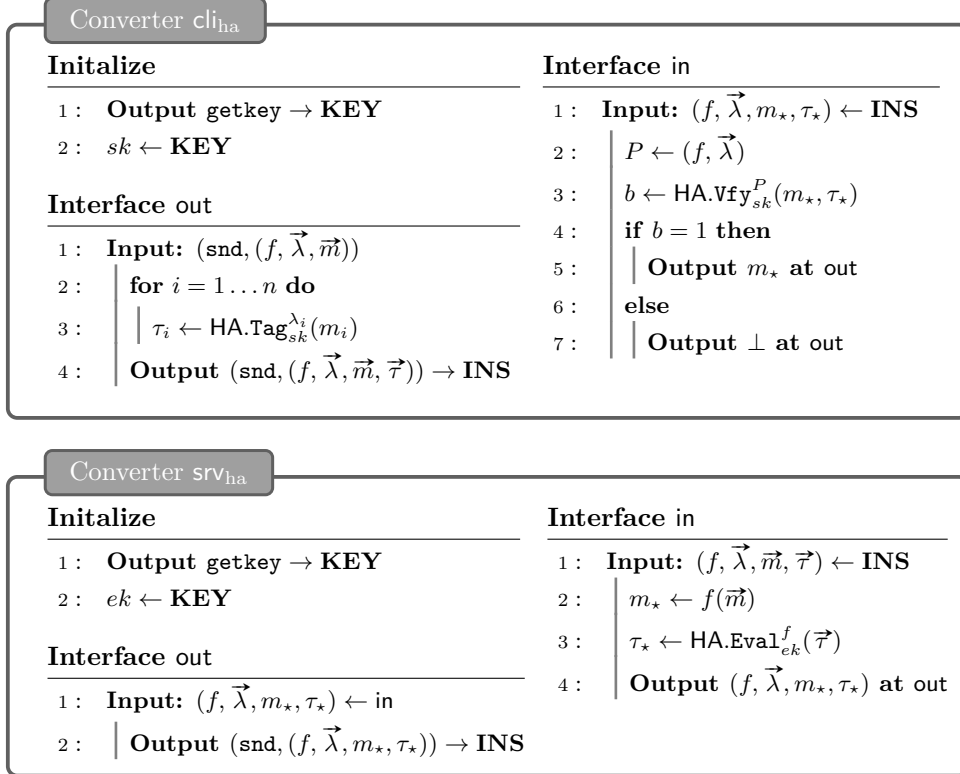 Converter cli_ha
Initalize
1 : Output getkey → KEY
2 : sk ← KEY
Interface out
1 : Input: (snd, (f, λ⃗, m⃗))
2 : for i = 1 … n do
3 : τ_i ← HA.Tag^{λ_i}_{sk}(m_i)
4 : Output (snd, (f, λ⃗, m⃗, τ⃗)) → INS
Interface in
1 : Input: (f, λ⃗, m_⋆, τ_⋆) ← INS
2 : P ← (f, λ⃗)
3 : b ← HA.Vfy^P_{sk}(m_⋆, τ_⋆)
4 : if b = 1 then
5 : Output m_⋆ at out
6 : else
7 : Output ⊥ at out
Converter srv_ha
Initalize
1 : Output getkey → KEY
2 : ek ← KEY
Interface out
1 : Input: (f, λ⃗, m_⋆, τ_⋆) ← in
2 : Output (snd, (f, λ⃗, m_⋆, τ_⋆)) → INS
Interface in
1 : Input: (f, λ⃗, m⃗, τ⃗) ← INS
2 : m_⋆ ← f(m⃗)
3 : τ_⋆ ← HA.Eval^f_{ek}(τ⃗)
4 : Output (f, λ⃗, m_⋆, τ_⋆) at out